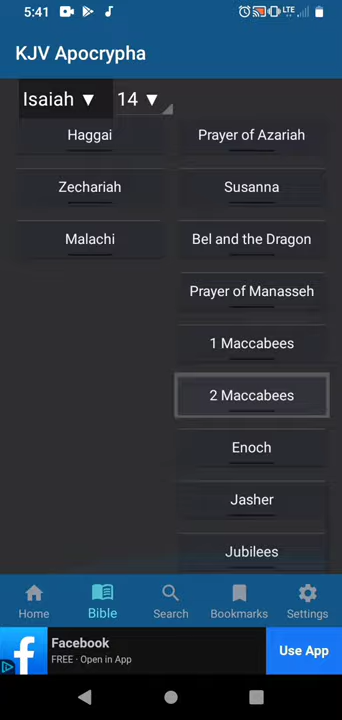 5:41
LTE
KJV Apocrypha
Isaiah ▼ 14 ▼
Haggai
Prayer of Azariah
Zechariah
Susanna
Malachi
Bel and the Dragon
Prayer of Manasseh
1 Maccabees
2 Maccabees
Enoch
Jasher
Jubilees
Home
Bible
Search
Bookmarks
Settings
Facebook
FREE · Open in App
Use App